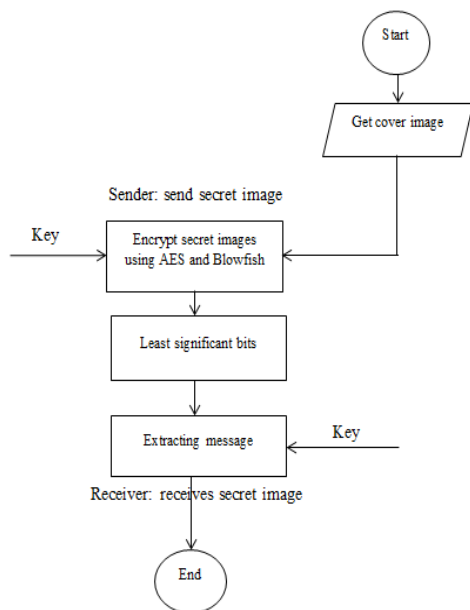 Start
Get cover image
Sender: send secret image
Key
Encrypt secret images
using AES and Blowfish
Least significant bits
Extracting message
Key
Receiver: receives secret image
End